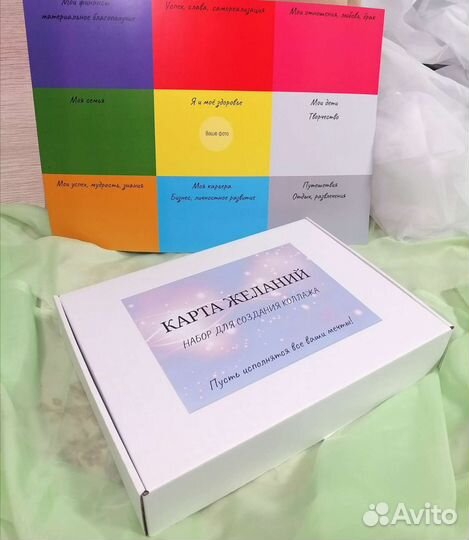 Мои финансы
материальное благополучие
Успех, слава, самореализация
Мои отношения, любовь, брак
Моя семья
Я и моё здоровье
Ваше фото
Мои дети
Творчество
Мои успех, мудрость, знания
Моя карьера
Бизнес, личностное развитие
Путешествия
Отдых, развлечения
КАРТА ЖЕЛАНИЙ
НАБОР ДЛЯ СОЗДАНИЯ КОЛЛАЖА
Пусть исполнятся все ваши мечты!
Avito